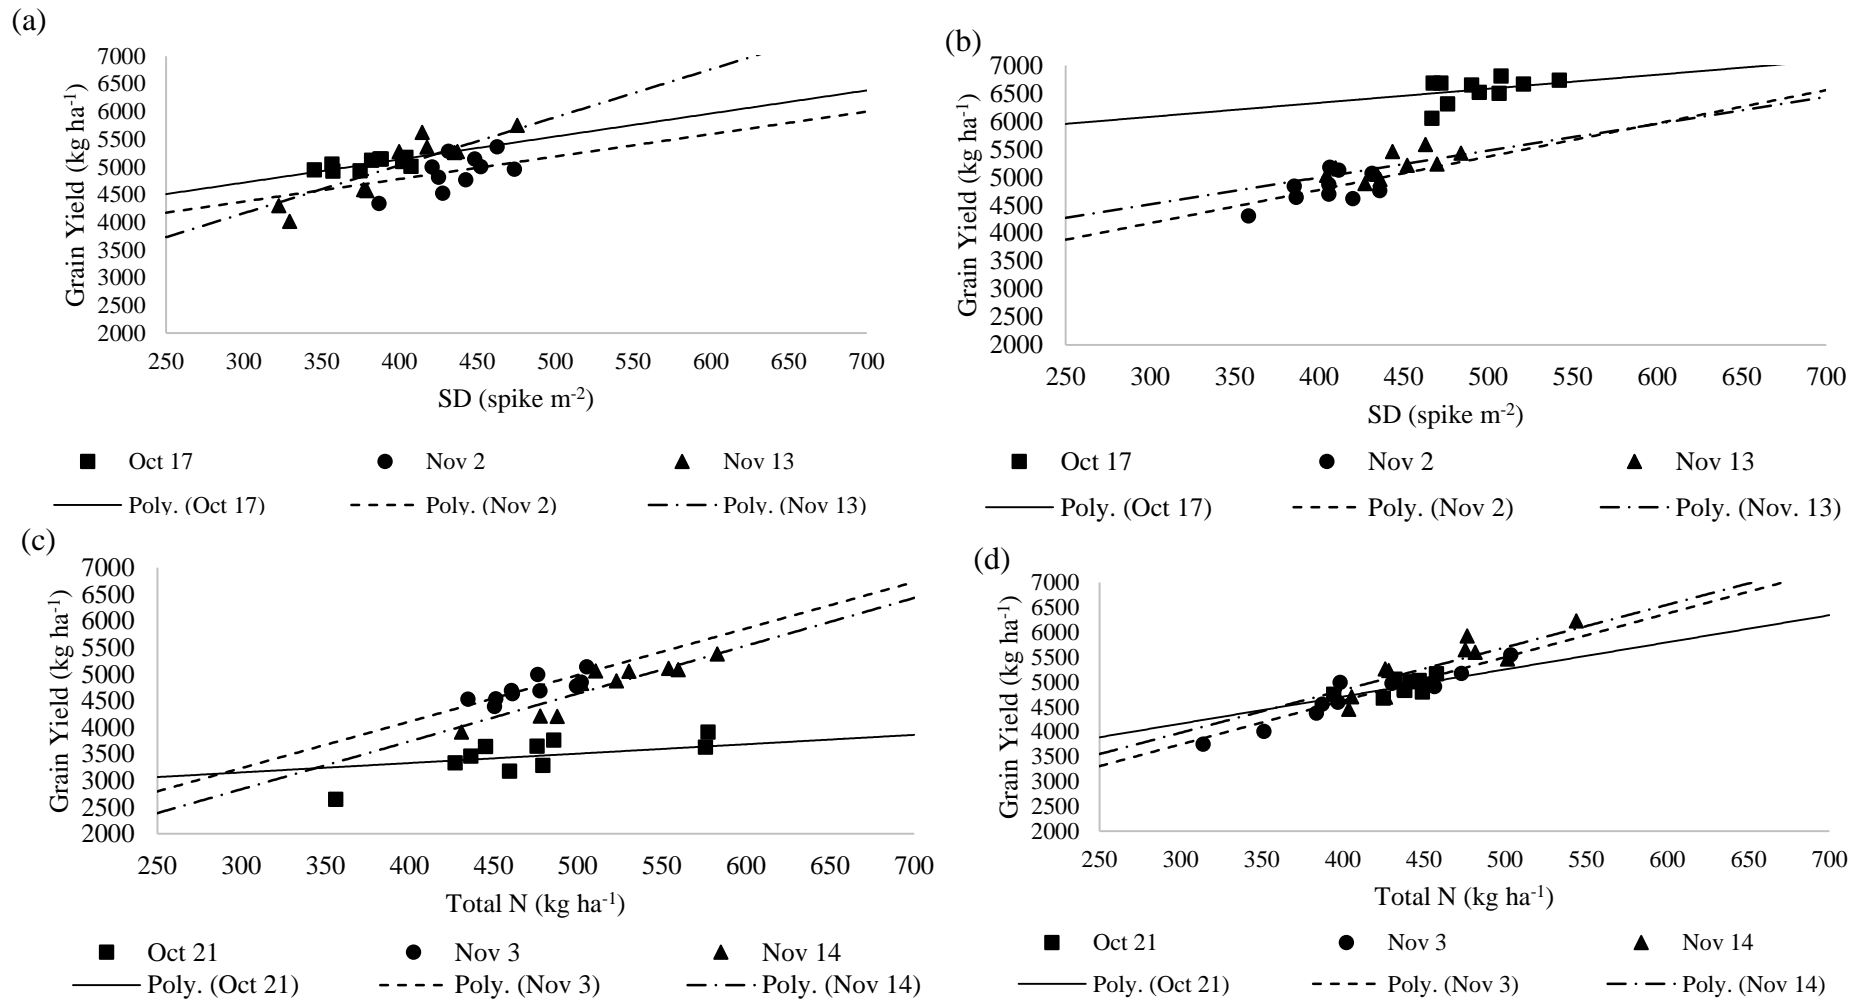 (a)
7000
6500
6000
5500
5000
4500
4000
3500
3000
2500
2000
Grain Yield (kg ha-1)
250 300 350 400 450 500 550 600 650 700
SD (spike m-2)
Oct 17 Nov 2 Nov 13
Poly. (Oct 17) Poly. (Nov 2) Poly. (Nov 13)
(b)
7000
6500
6000
5500
5000
4500
4000
3500
3000
2500
2000
Grain Yield (kg ha-1)
250 300 350 400 450 500 550 600 650 700
SD (spike m-2)
Oct 17 Nov 2 Nov 13
Poly. (Oct 17) Poly. (Nov 2) Poly. (Nov. 13)
(c)
7000
6500
6000
5500
5000
4500
4000
3500
3000
2500
2000
Grain Yield (kg ha-1)
250 300 350 400 450 500 550 600 650 700
Total N (kg ha-1)
Oct 21 Nov 3 Nov 14
Poly. (Oct 21) Poly. (Nov 3) Poly. (Nov 14)
(d)
7000
6500
6000
5500
5000
4500
4000
3500
3000
2500
2000
Grain Yield (kg ha-1)
250 300 350 400 450 500 550 600 650 700
Total N (kg ha-1)
Oct 21 Nov 3 Nov 14
Poly. (Oct 21) Poly. (Nov 3) Poly. (Nov 14)